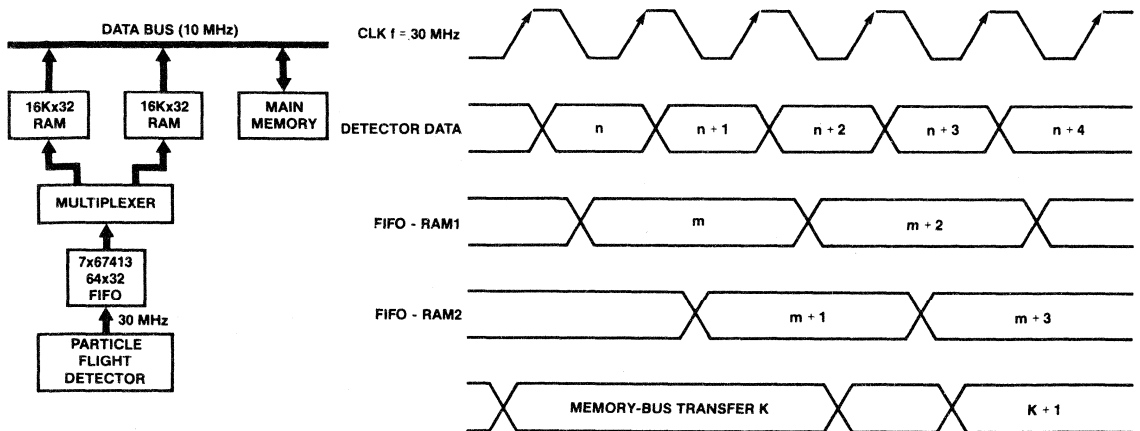 DATA BUS (10 MHz)
16Kx32
RAM
16Kx32
RAM
MAIN
MEMORY
MULTIPLEXER
7x67413
64x32
FIFO
30 MHz
PARTICLE
FLIGHT
DETECTOR
CLK f = 30 MHz
DETECTOR DATA
n
n + 1
n + 2
n + 3
n + 4
FIFO - RAM1
m
m + 2
FIFO - RAM2
m + 1
m + 3
MEMORY-BUS TRANSFER K
K + 1